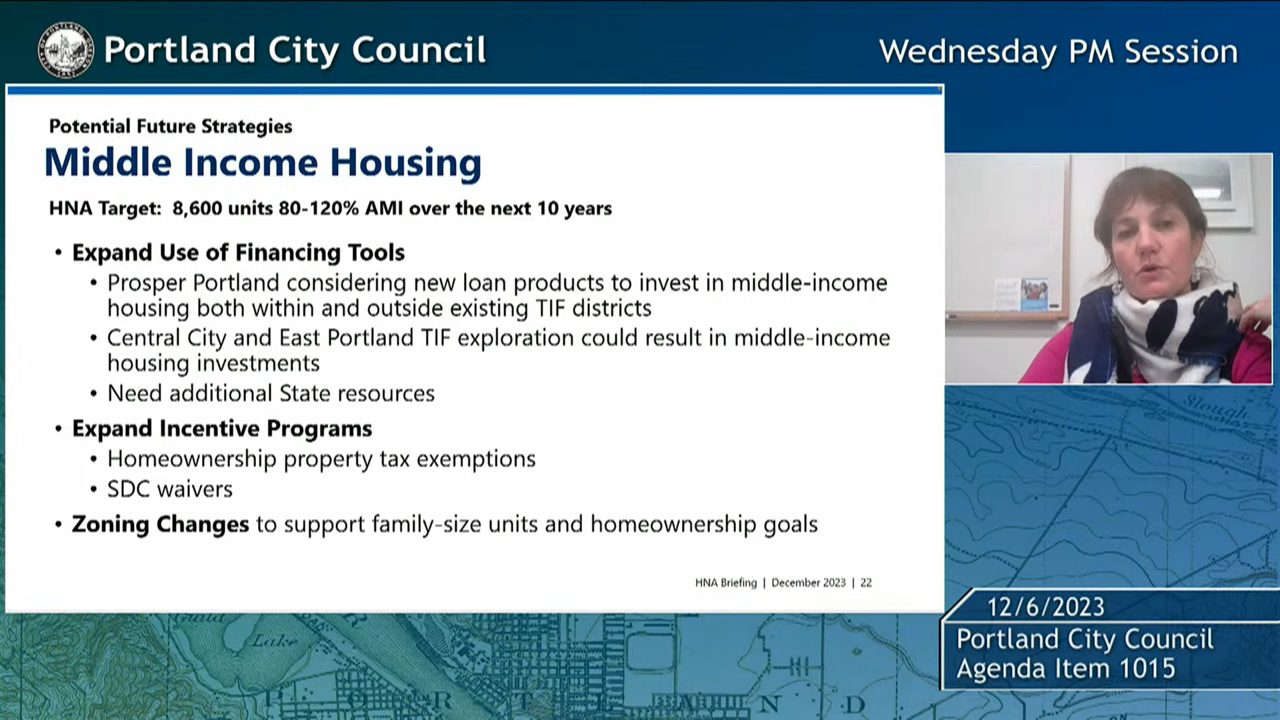 Portland City Council
Wednesday PM Session
Potential Future Strategies
Middle Income Housing
HNA Target: 8,600 units 80-120% AMI over the next 10 years
• Expand Use of Financing Tools
• Prosper Portland considering new loan products to invest in middle-income
housing both within and outside existing TIF districts
• Central City and East Portland TIF exploration could result in middle-income
housing investments
• Need additional State resources
• Expand Incentive Programs
• Homeownership property tax exemptions
• SDC waivers
• Zoning Changes to support family-size units and homeownership goals
HNA Briefing | December 2023 | 22
Slough
Guild
Lake
R T N D
12/6/2023
Portland City Council
Agenda Item 1015